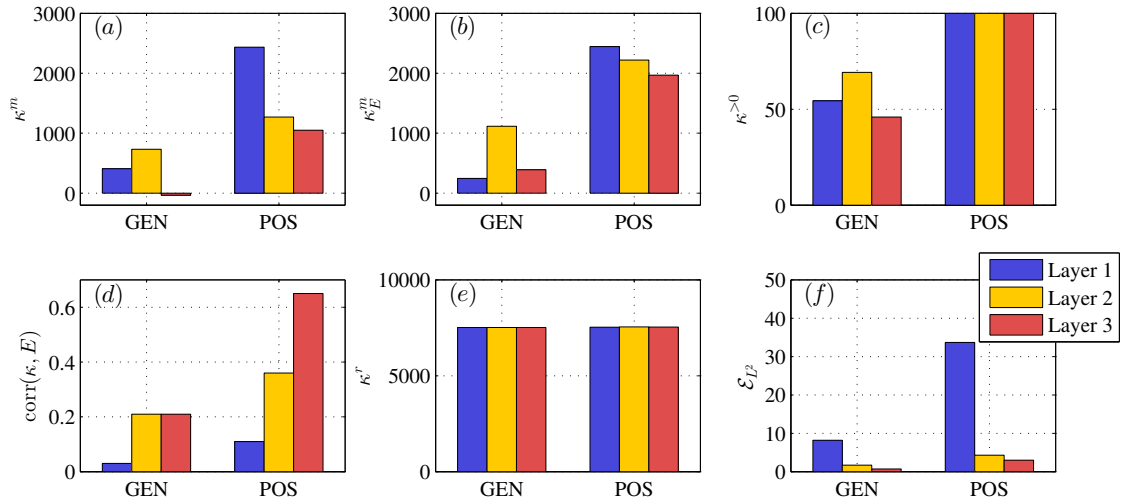 (a)
3000
2000
1000
0
κ^m
GEN
POS
(b)
3000
2000
1000
0
κ_E^m
GEN
POS
(c)
100
50
0
κ^{>0}
GEN
POS
(d)
0.6
0.4
0.2
0
corr(κ, E)
GEN
POS
(e)
10000
5000
0
κ^r
GEN
POS
(f)
50
40
30
20
10
0
ℰ_{L²}
GEN
POS
Layer 1
Layer 2
Layer 3